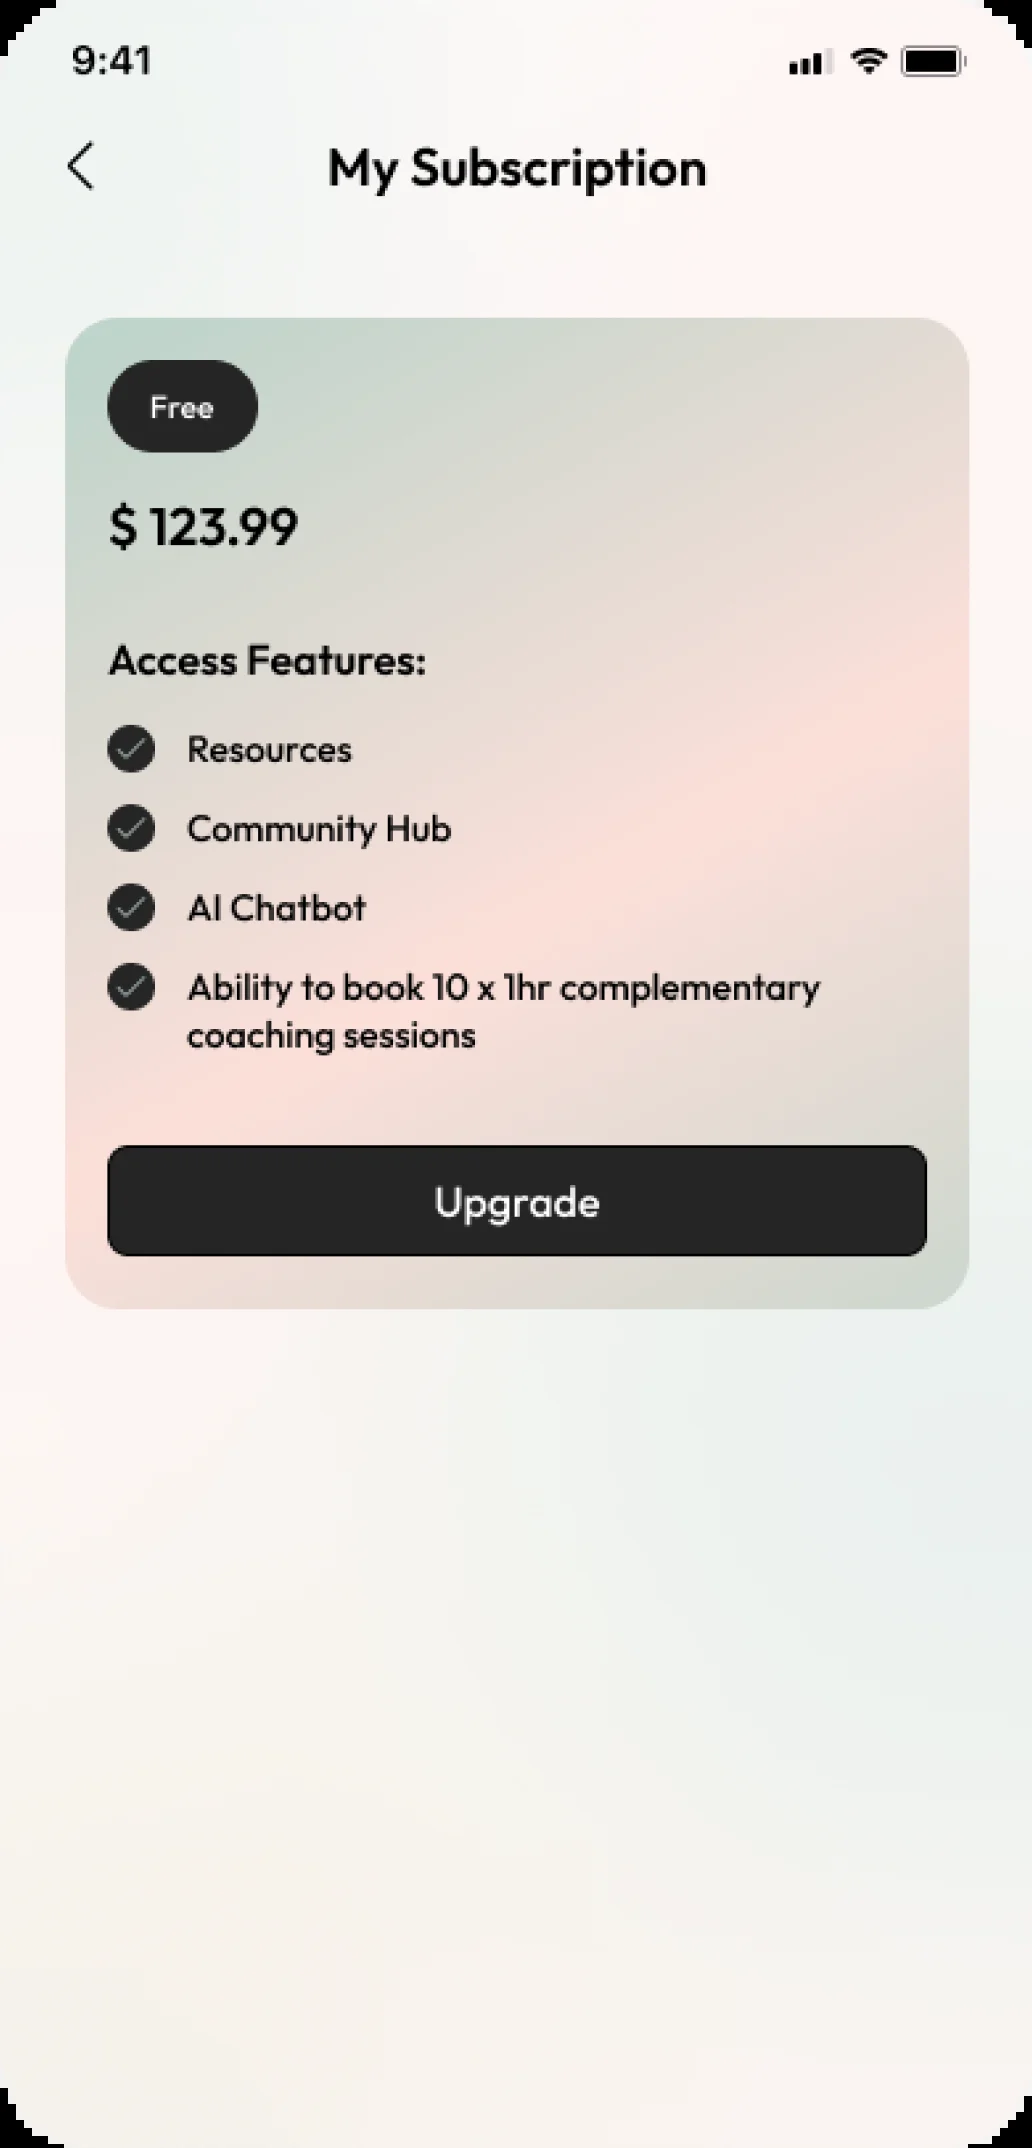 9:41
My Subscription
Free
$ 123.99
Access Features:
Resources
Community Hub
AI Chatbot
Ability to book 10 x 1hr complementary
coaching sessions
Upgrade